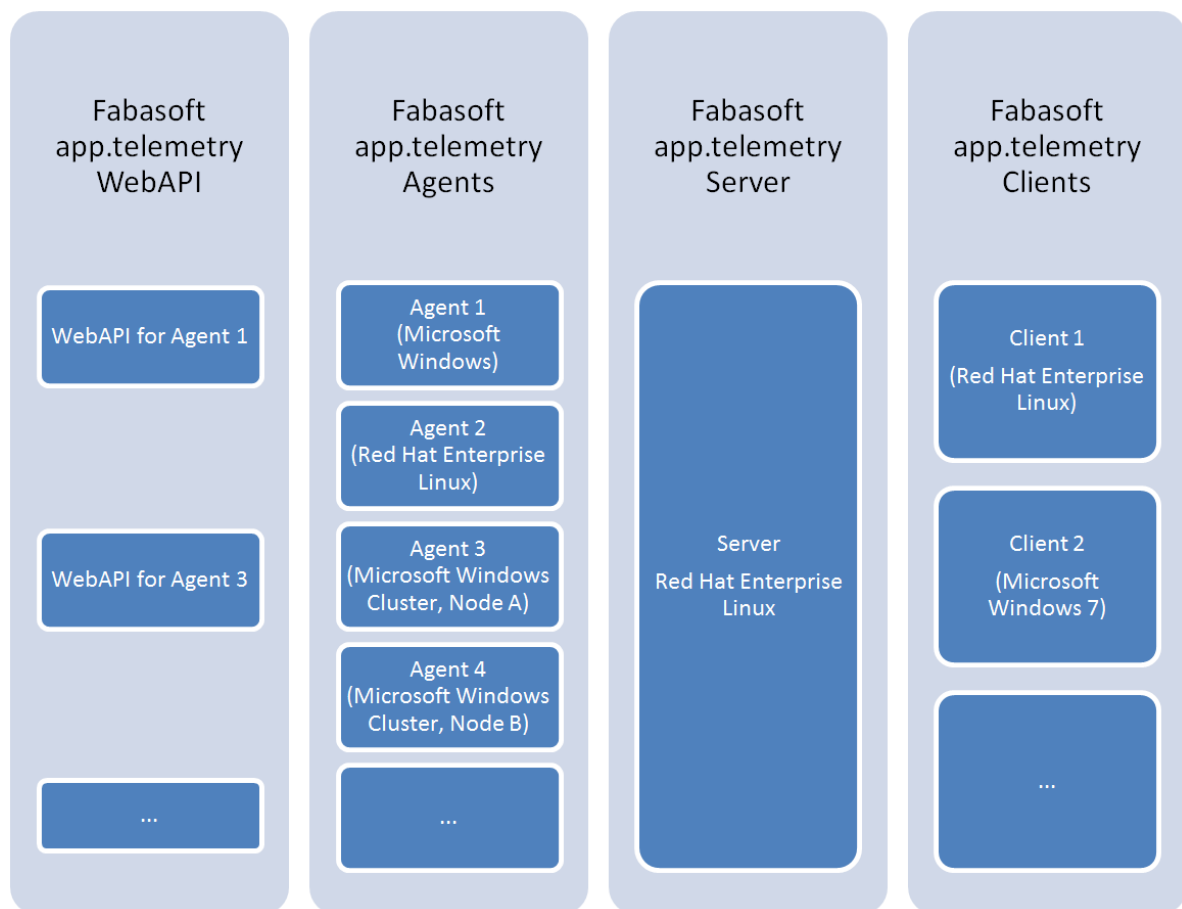 Fabasoft
app.telemetry
WebAPI
WebAPI for Agent 1
WebAPI for Agent 3
...
Fabasoft
app.telemetry
Agents
Agent 1
(Microsoft
Windows)
Agent 2
(Red Hat Enterprise
Linux)
Agent 3
(Microsoft Windows
Cluster, Node A)
Agent 4
(Microsoft Windows
Cluster, Node B)
...
Fabasoft
app.telemetry
Server
Server
Red Hat Enterprise
Linux
Fabasoft
app.telemetry
Clients
Client 1
(Red Hat Enterprise
Linux)
Client 2
(Microsoft
Windows 7)
...